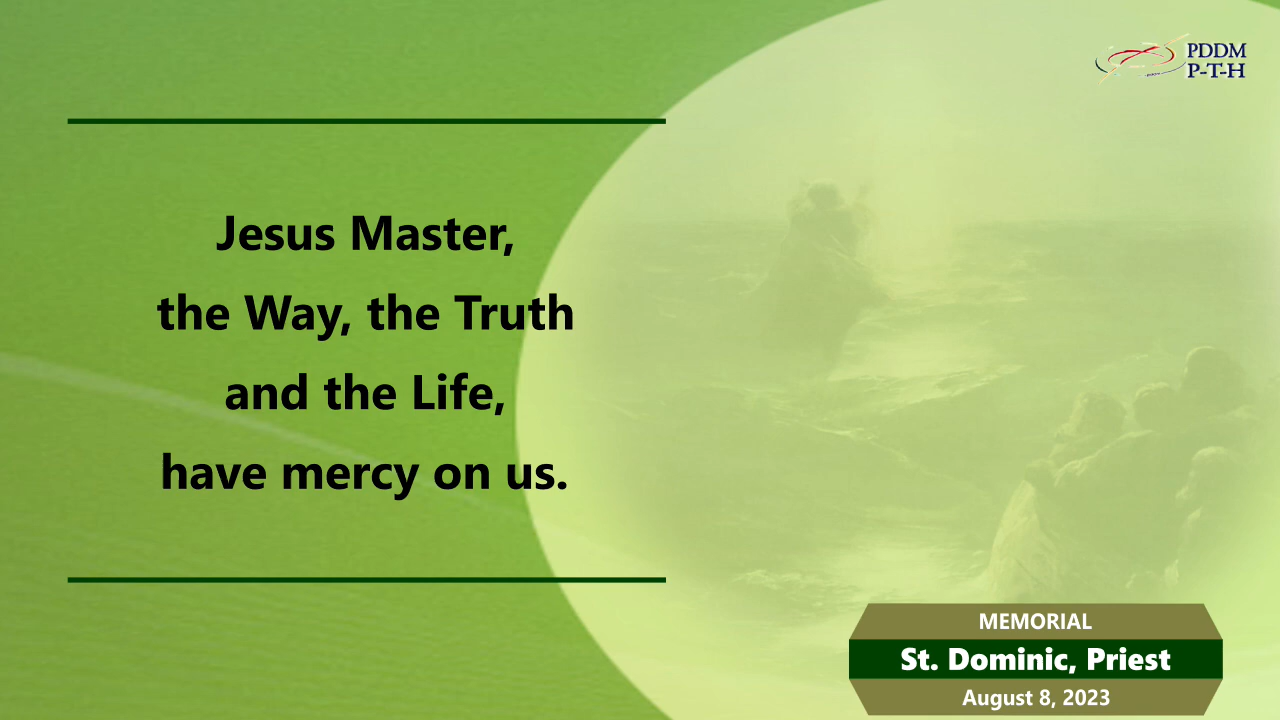 PDDM
P-T-H
Jesus Master,
the Way, the Truth
and the Life,
have mercy on us.
MEMORIAL
St. Dominic, Priest
August 8, 2023